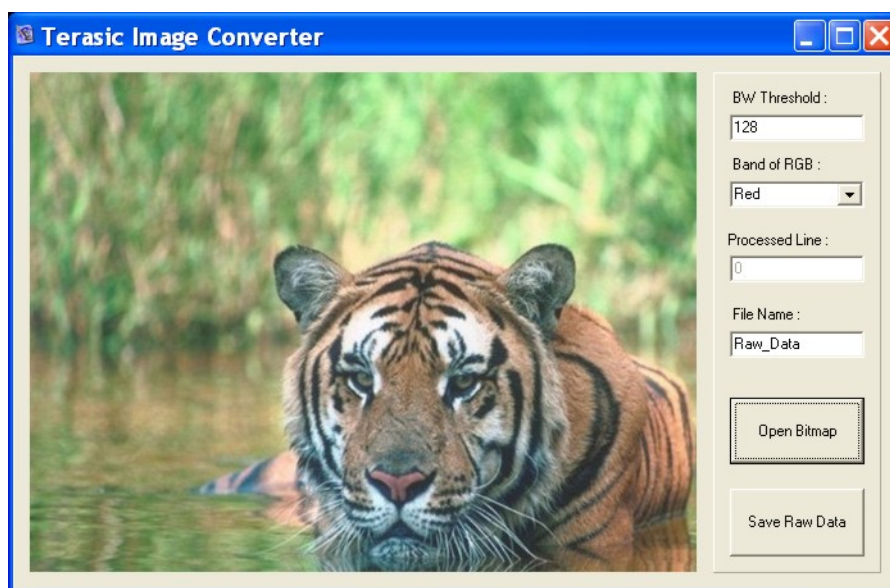 Terasic Image Converter
BW Threshold :
128
Band of RGB :
Red
Processed Line :
0
File Name :
Raw_Data
Open Bitmap
Save Raw Data